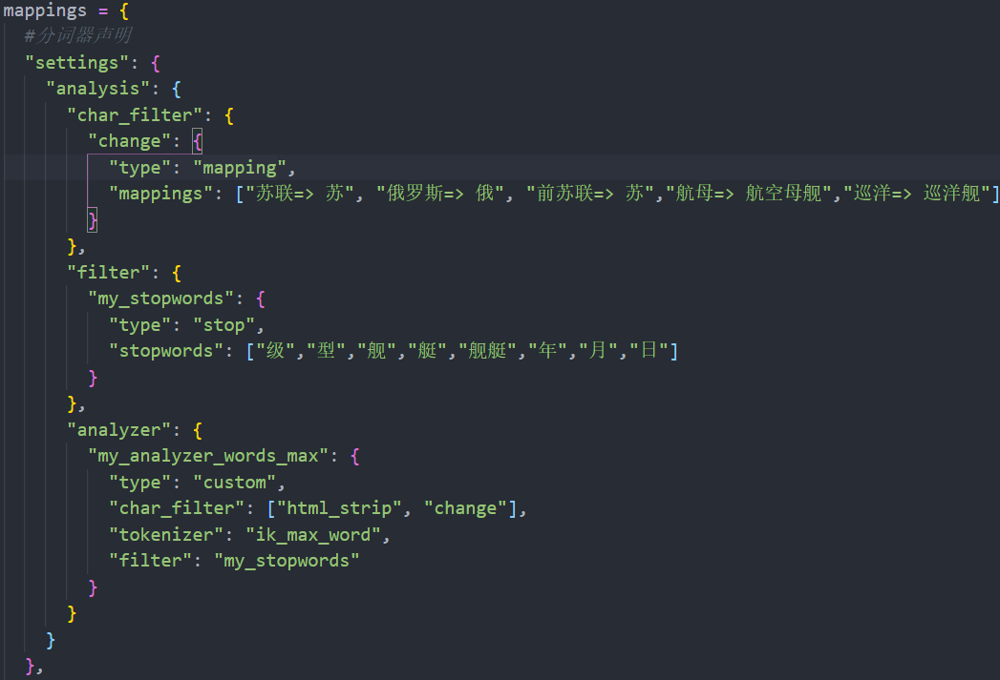 mappings = {
#分词器声明
"settings": {
"analysis": {
"char_filter": {
"change": {
"type": "mapping",
"mappings": ["苏联=> 苏", "俄罗斯=> 俄", "前苏联=> 苏","航母=> 航空母舰","巡洋=> 巡洋舰"]
}
},
"filter": {
"my_stopwords": {
"type": "stop",
"stopwords": ["级","型","舰","艇","舰艇","年","月","日"]
}
},
"analyzer": {
"my_analyzer_words_max": {
"type": "custom",
"char_filter": ["html_strip", "change"],
"tokenizer": "ik_max_word",
"filter": "my_stopwords"
}
}
}
},